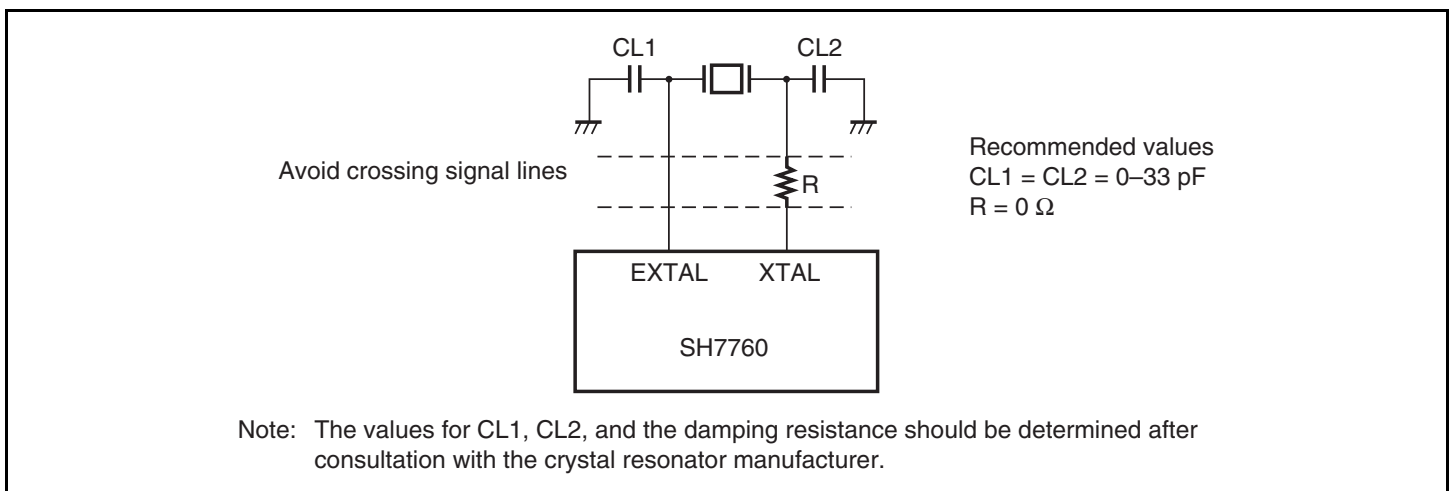 CL1
CL2
Avoid crossing signal lines
R
Recommended values
CL1 = CL2 = 0–33 pF
R = 0 Ω
EXTAL
XTAL
SH7760
Note: The values for CL1, CL2, and the damping resistance should be determined after
consultation with the crystal resonator manufacturer.